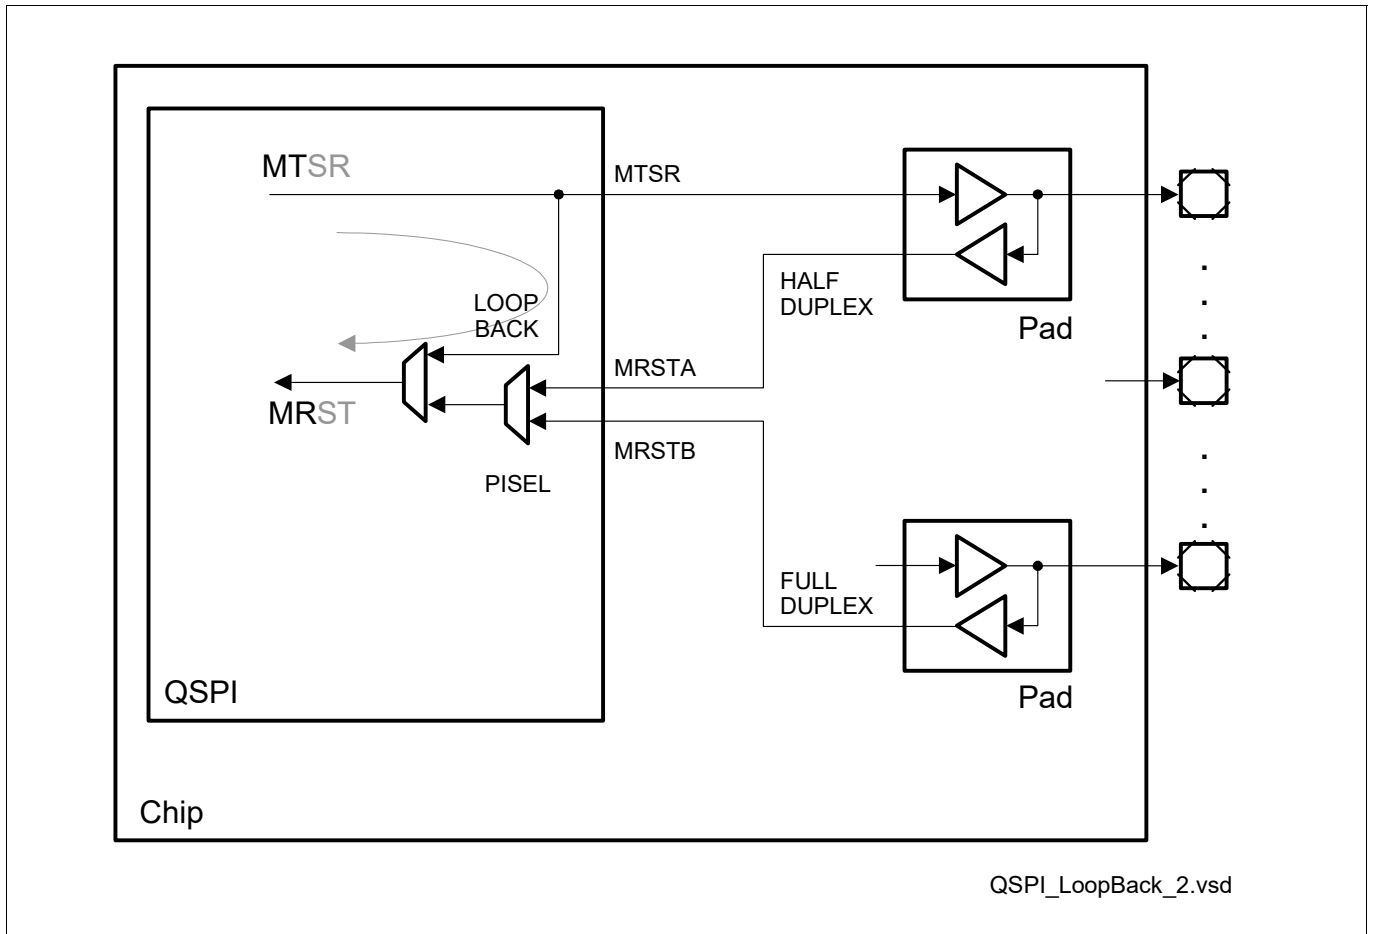 MTSR
MTSR
LOOP
BACK
HALF
DUPLEX
Pad
MRSTA
MRST
MRSTB
PISEL
FULL
DUPLEX
QSPI
Pad
Chip
QSPI_LoopBack_2.vsd